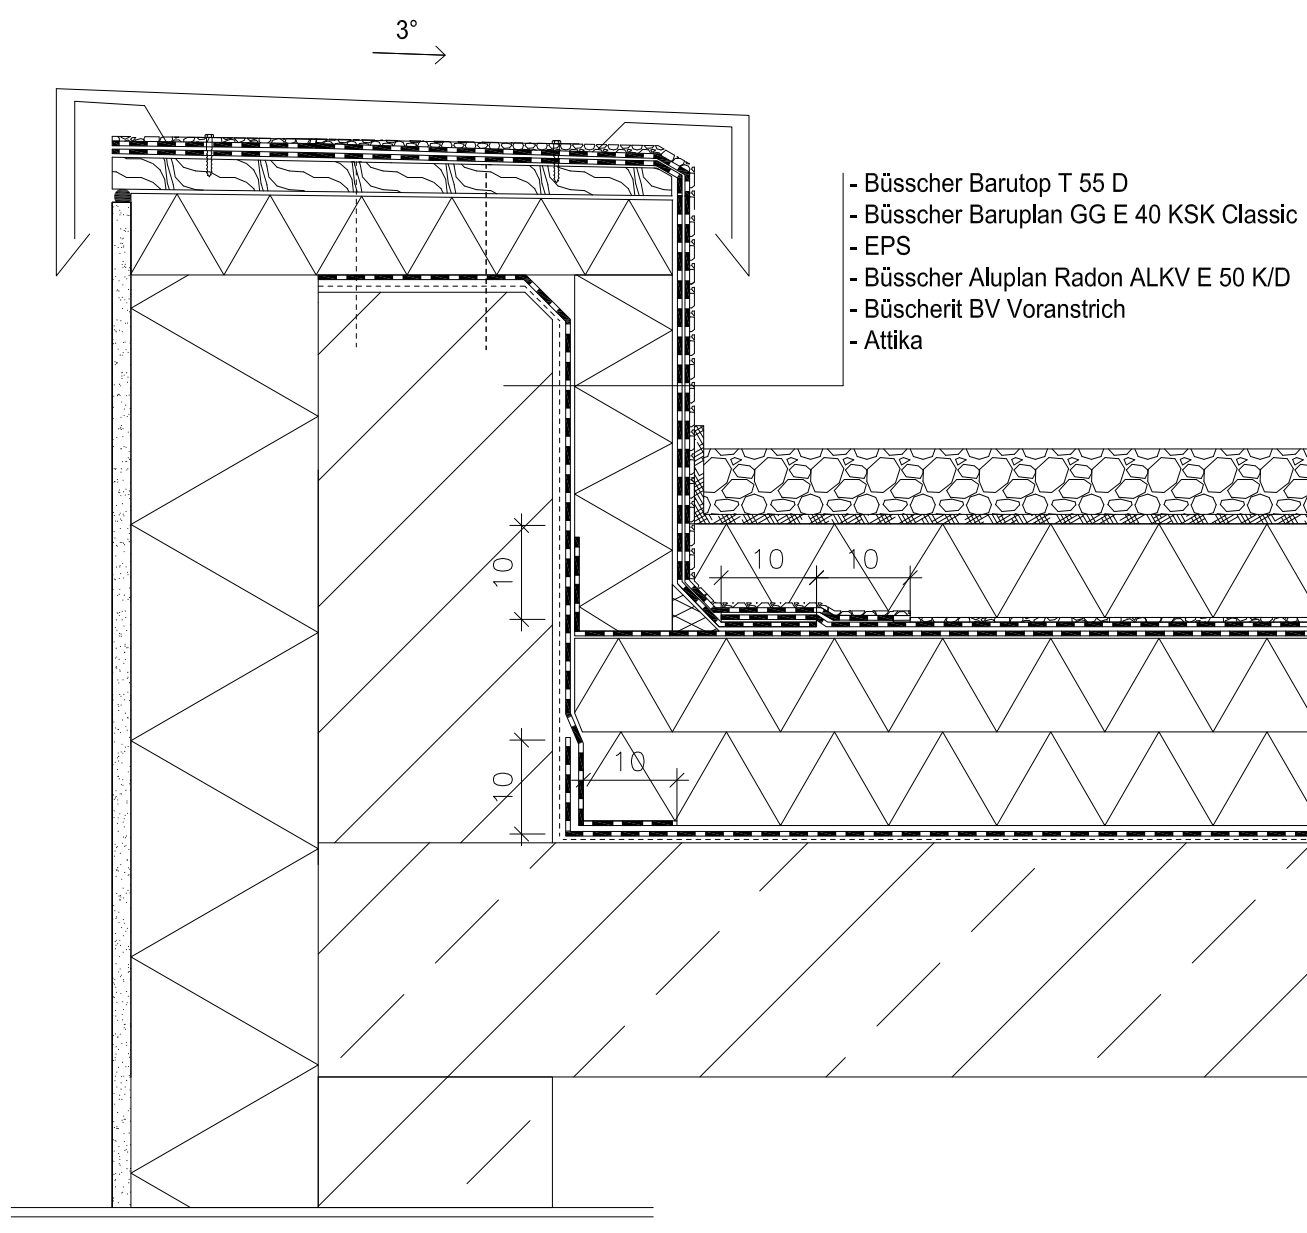 3°
- Büsscher Barutop T 55 D
- Büsscher Baruplan GG E 40 KSK Classic
- EPS
- Büsscher Aluplan Radon ALKV E 50 K/D
- Büscherit BV Voranstrich
- Attika
10 10
10
10
10